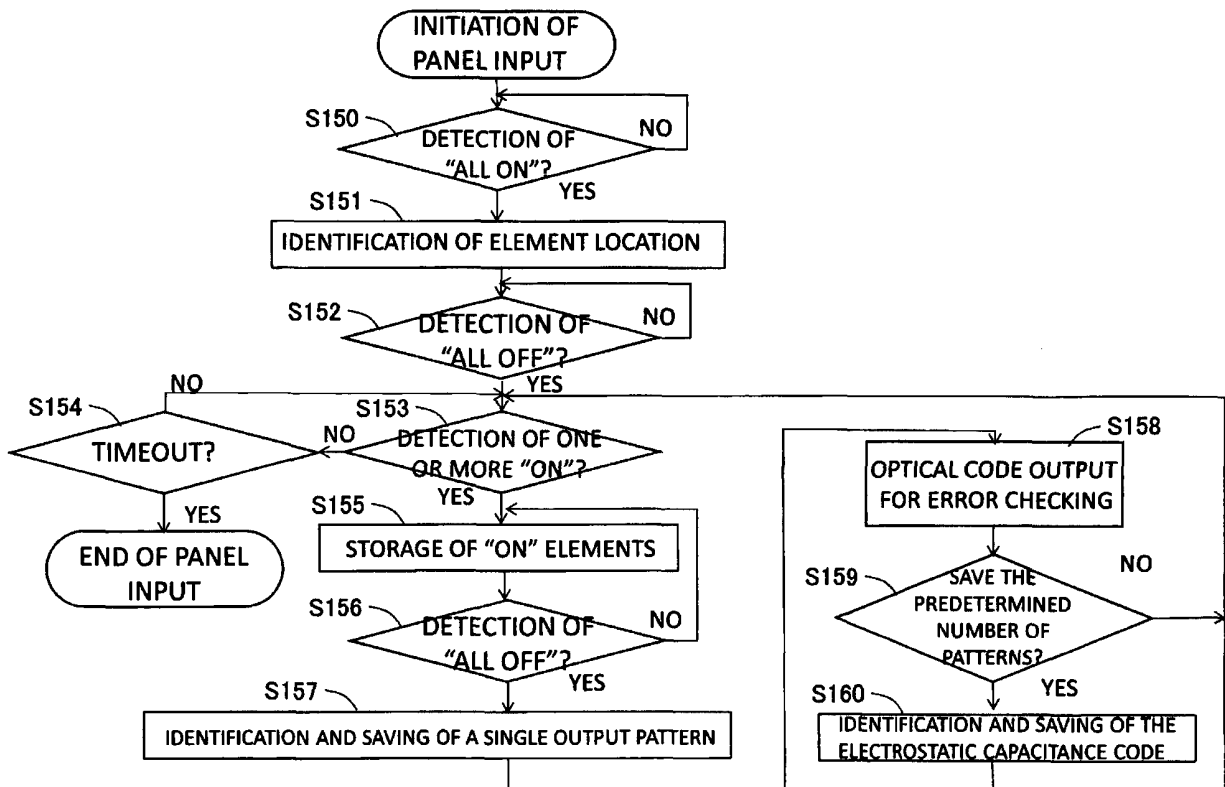 INITIATION OF
PANEL INPUT
S150
DETECTION OF
“ALL ON”?
NO
YES
S151
IDENTIFICATION OF ELEMENT LOCATION
S152
DETECTION OF
“ALL OFF”?
NO
YES
NO
S154
TIMEOUT?
YES
END OF PANEL
INPUT
S153
NO
DETECTION OF ONE
OR MORE “ON”?
YES
S155
STORAGE OF “ON” ELEMENTS
S156
DETECTION OF
“ALL OFF”?
NO
YES
S157
IDENTIFICATION AND SAVING OF A SINGLE OUTPUT PATTERN
S158
OPTICAL CODE OUTPUT
FOR ERROR CHECKING
S159
SAVE THE
PREDETERMINED
NUMBER OF
PATTERNS?
NO
YES
S160
IDENTIFICATION AND SAVING OF THE
ELECTROSTATIC CAPACITANCE CODE